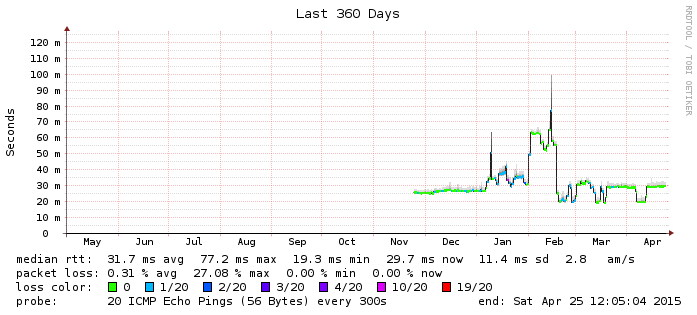 Last 360 Days
RRDTOOL / TOBI OETIKER
Seconds
120 m
110 m
100 m
90 m
80 m
70 m
60 m
50 m
40 m
30 m
20 m
10 m
0
May Jun Jul Aug Sep Oct Nov Dec Jan Feb Mar Apr
median rtt: 31.7 ms avg 77.2 ms max 19.3 ms min 29.7 ms now 11.4 ms sd 2.8 am/s
packet loss: 0.31 % avg 27.08 % max 0.00 % min 0.00 % now
loss color: 0 1/20 2/20 3/20 4/20 10/20 19/20
probe: 20 ICMP Echo Pings (56 Bytes) every 300s end: Sat Apr 25 12:05:04 2015